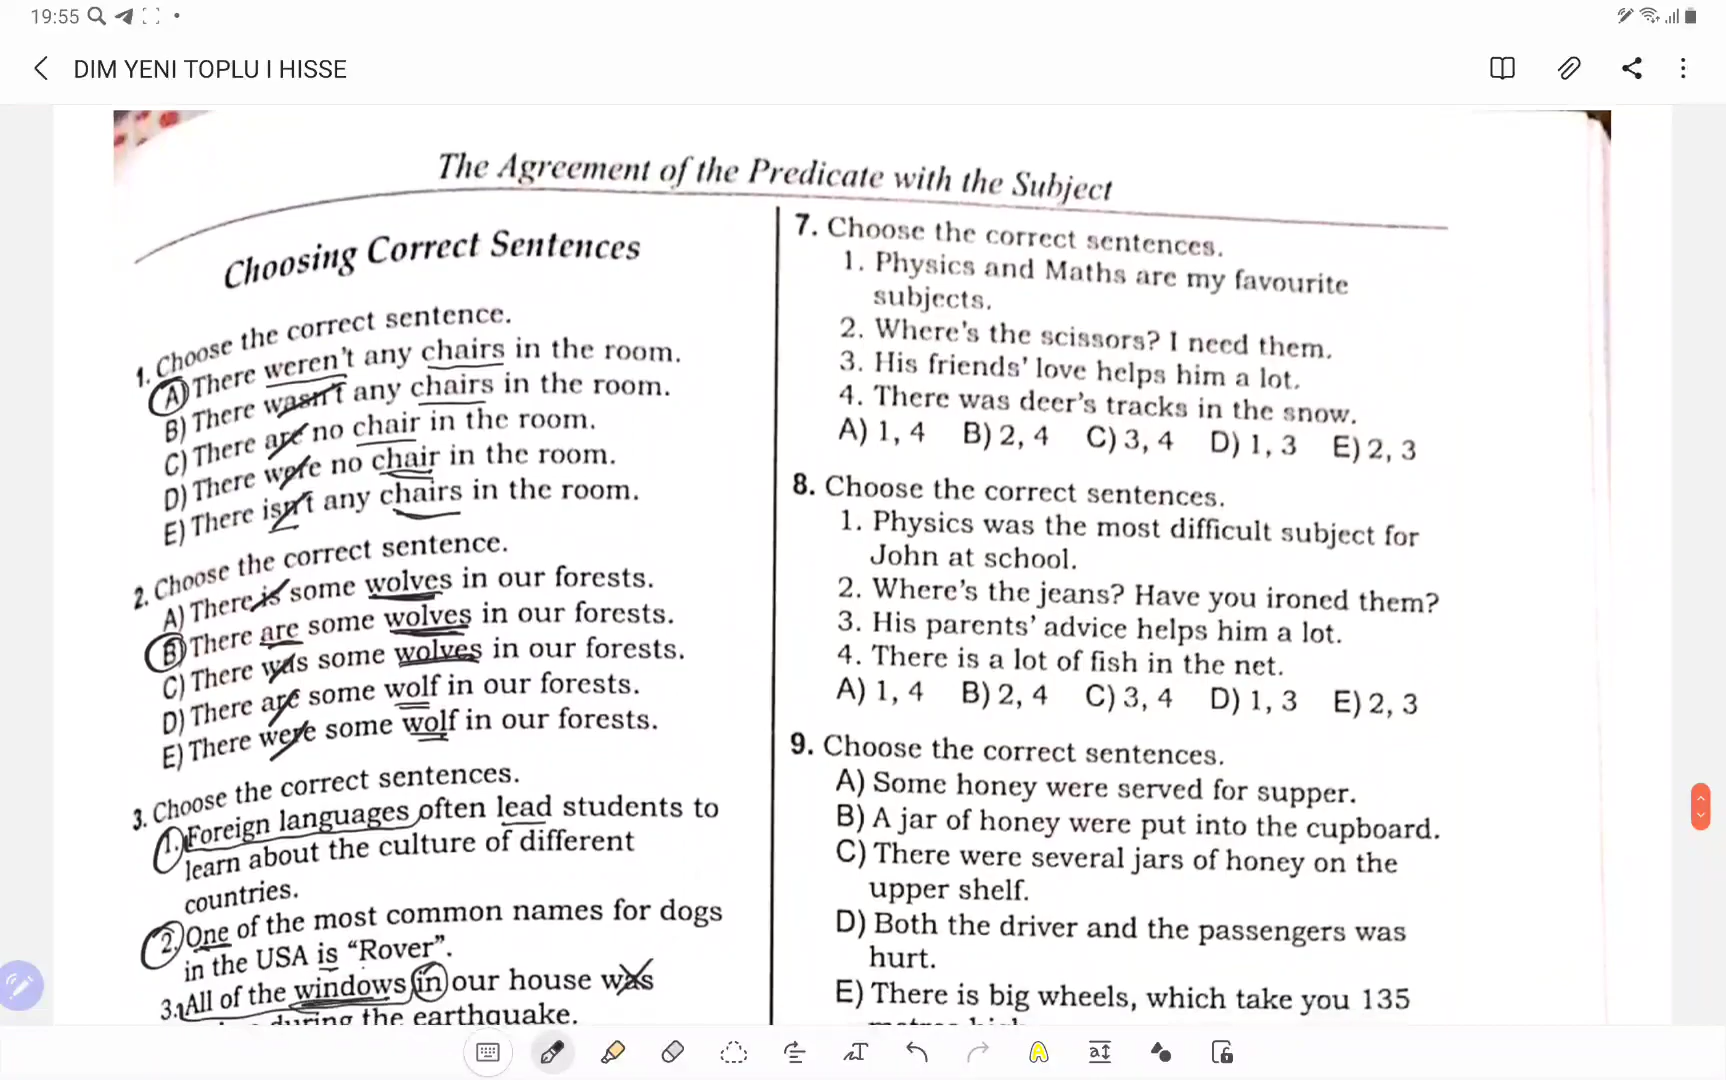 19:55
DIM YENI TOPLU I HISSE
The Agreement of the Predicate with the Subject
Choosing Correct Sentences
1. Choose the correct sentence.
A) There weren't any chairs in the room.
B) There wasn't any chairs in the room.
C) There are no chair in the room.
D) There were no chair in the room.
E) There isn't any chairs in the room.
2. Choose the correct sentence.
A) There is some wolves in our forests.
B) There are some wolves in our forests.
C) There was some wolves in our forests.
D) There are some wolf in our forests.
E) There were some wolf in our forests.
3. Choose the correct sentences.
1. Foreign languages often lead students to
learn about the culture of different
countries.
2. One of the most common names for dogs
in the USA is “Rover”.
3. All of the windows in our house was
during the earthquake.
7. Choose the correct sentences.
1. Physics and Maths are my favourite
subjects.
2. Where's the scissors? I need them.
3. His friends' love helps him a lot.
4. There was deer's tracks in the snow.
A) 1, 4 B) 2, 4 C) 3, 4 D) 1, 3 E) 2, 3
8. Choose the correct sentences.
1. Physics was the most difficult subject for
John at school.
2. Where's the jeans? Have you ironed them?
3. His parents' advice helps him a lot.
4. There is a lot of fish in the net.
A) 1, 4 B) 2, 4 C) 3, 4 D) 1, 3 E) 2, 3
9. Choose the correct sentences.
A) Some honey were served for supper.
B) A jar of honey were put into the cupboard.
C) There were several jars of honey on the
upper shelf.
D) Both the driver and the passengers was
hurt.
E) There is big wheels, which take you 135